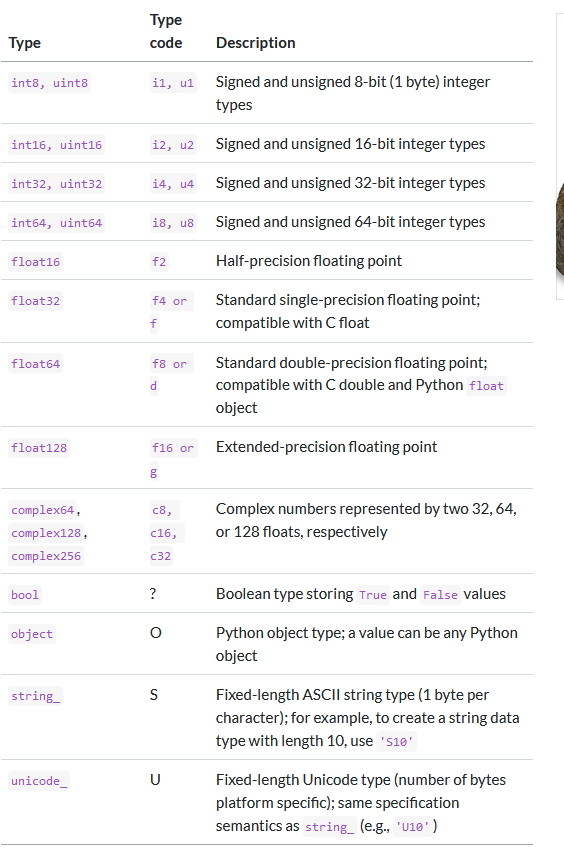 Type
Type code Description
int8, uint8 i1, u1 Signed and unsigned 8-bit (1 byte) integer
types
int16, uint16 i2, u2 Signed and unsigned 16-bit integer types
int32, uint32 i4, u4 Signed and unsigned 32-bit integer types
int64, uint64 i8, u8 Signed and unsigned 64-bit integer types
float16 f2 Half-precision floating point
float32 f4 or Standard single-precision floating point;
f compatible with C float
float64 f8 or Standard double-precision floating point;
d compatible with C double and Python float
object
float128 f16 or Extended-precision floating point
g
complex64, c8, Complex numbers represented by two 32, 64,
complex128, c16, or 128 floats, respectively
complex256 c32
bool ? Boolean type storing True and False values
object O Python object type; a value can be any Python
object
string_ S Fixed-length ASCII string type (1 byte per
character); for example, to create a string data
type with length 10, use 'S10'
unicode_ U Fixed-length Unicode type (number of bytes
platform specific); same specification
semantics as string_ (e.g., 'U10')